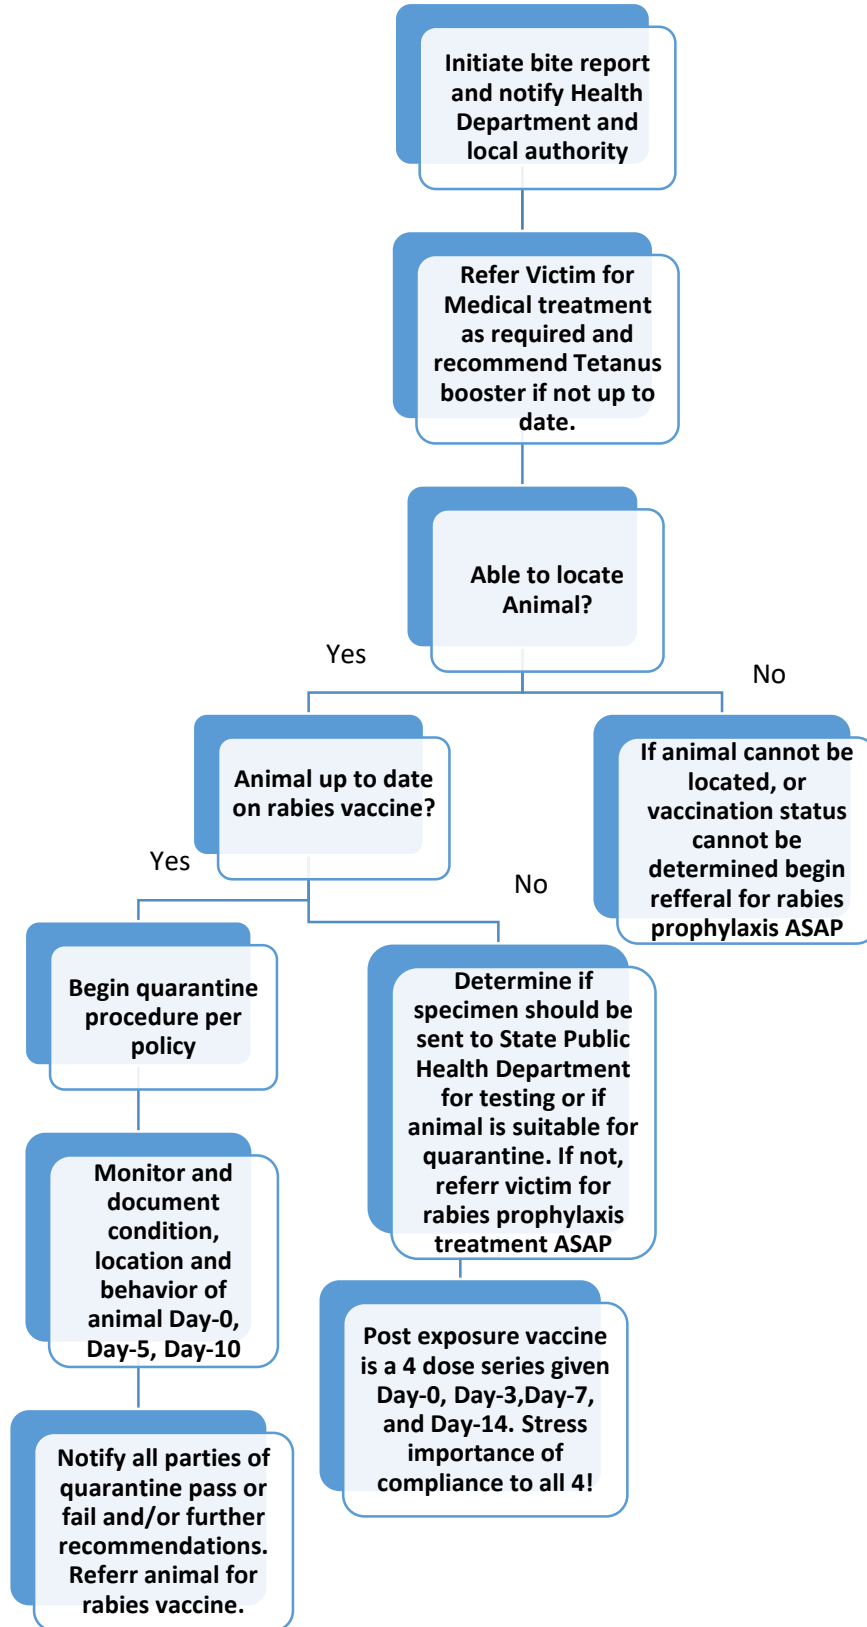 Initiate bite report
and notify Health
Department and
local authority
Refer Victim for
Medical treatment
as required and
recommend Tetanus
booster if not up to
date.
Able to locate
Animal?
Yes
No
Animal up to date
on rabies vaccine?
If animal cannot be
located, or
vaccination status
cannot be
determined begin
refferal for rabies
prophylaxis ASAP
Yes
No
Begin quarantine
procedure per
policy
Determine if
specimen should be
sent to State Public
Health Department
for testing or if
animal is suitable for
quarantine. If not,
referr victim for
rabies prophylaxis
treatment ASAP
Monitor and
document
condition,
location and
behavior of
animal Day-0,
Day-5, Day-10
Post exposure vaccine
is a 4 dose series given
Day-0, Day-3,Day-7,
and Day-14. Stress
importance of
compliance to all 4!
Notify all parties of
quarantine pass or
fail and/or further
recommendations.
Referr animal for
rabies vaccine.